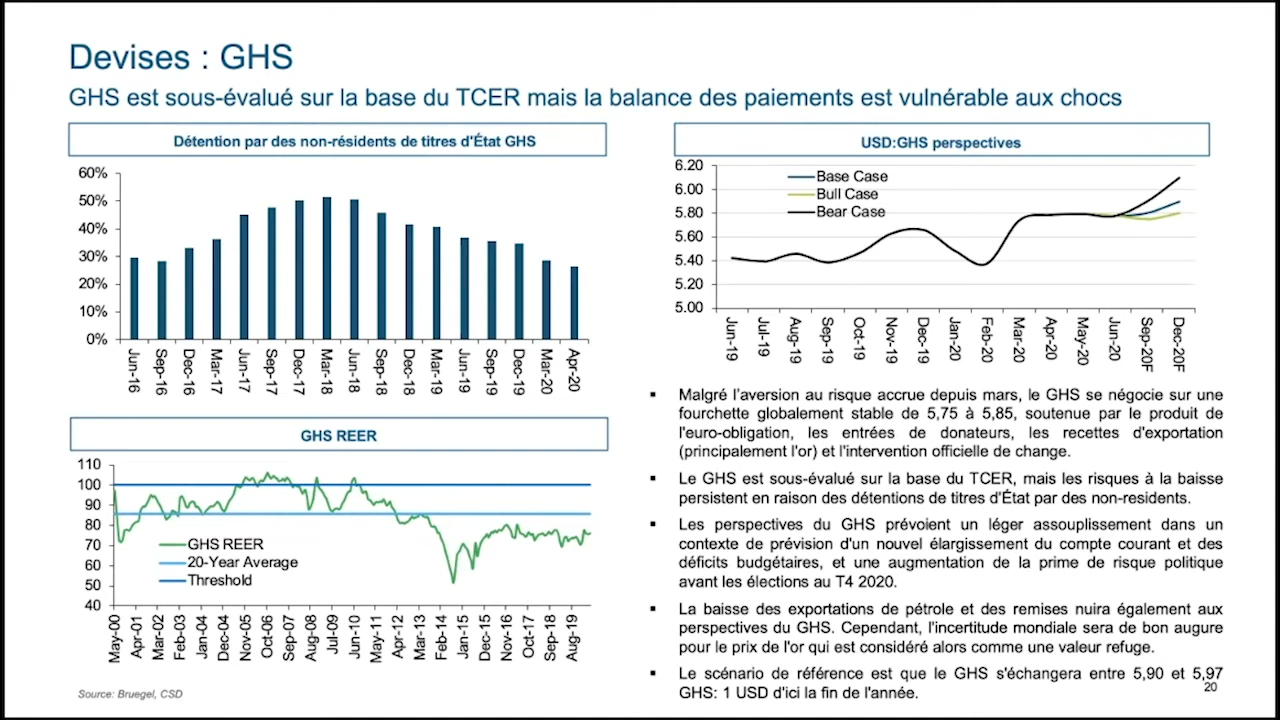 Devises : GHS
GHS est sous-évalué sur la base du TCER mais la balance des paiements est vulnérable aux chocs
Détention par des non-résidents de titres d'État GHS
60%
50%
40%
30%
20%
10%
0%
Jun-16
Sep-16
Dec-16
Mar-17
Jun-17
Sep-17
Dec-17
Mar-18
Jun-18
Sep-18
Dec-18
Mar-19
Jun-19
Sep-19
Dec-19
Mar-20
Apr-20
GHS REER
110
100
90
80
70
60
50
40
GHS REER
20-Year Average
Threshold
May-00
Apr-01
Mar-02
Feb-03
Jan-04
Dec-04
Nov-05
Oct-06
Sep-07
Aug-08
Jul-09
Jun-10
May-11
Apr-12
Mar-13
Feb-14
Jan-15
Dec-15
Nov-16
Oct-17
Sep-18
Aug-19
Source: Bruegel, CSD
USD:GHS perspectives
6.20
6.00
5.80
5.60
5.40
5.20
5.00
Base Case
Bull Case
Bear Case
Jun-19
Jul-19
Aug-19
Sep-19
Oct-19
Nov-19
Dec-19
Jan-20
Feb-20
Mar-20
Apr-20
May-20
Jun-20
Sep-20F
Dec-20F
▪ Malgré l'aversion au risque accrue depuis mars, le GHS se négocie sur une
fourchette globalement stable de 5,75 à 5,85, soutenue par le produit de
l'euro-obligation, les entrées de donateurs, les recettes d'exportation
(principalement l'or) et l'intervention officielle de change.
▪ Le GHS est sous-évalué sur la base du TCER, mais les risques à la baisse
persistent en raison des détentions de titres d'État par des non-residents.
▪ Les perspectives du GHS prévoient un léger assouplissement dans un
contexte de prévision d'un nouvel élargissement du compte courant et des
déficits budgétaires, et une augmentation de la prime de risque politique
avant les élections au T4 2020.
▪ La baisse des exportations de pétrole et des remises nuira également aux
perspectives du GHS. Cependant, l'incertitude mondiale sera de bon augure
pour le prix de l'or qui est considéré alors comme une valeur refuge.
▪ Le scénario de référence est que le GHS s'échangera entre 5,90 et 5,97
GHS: 1 USD d'ici la fin de l'année.
20